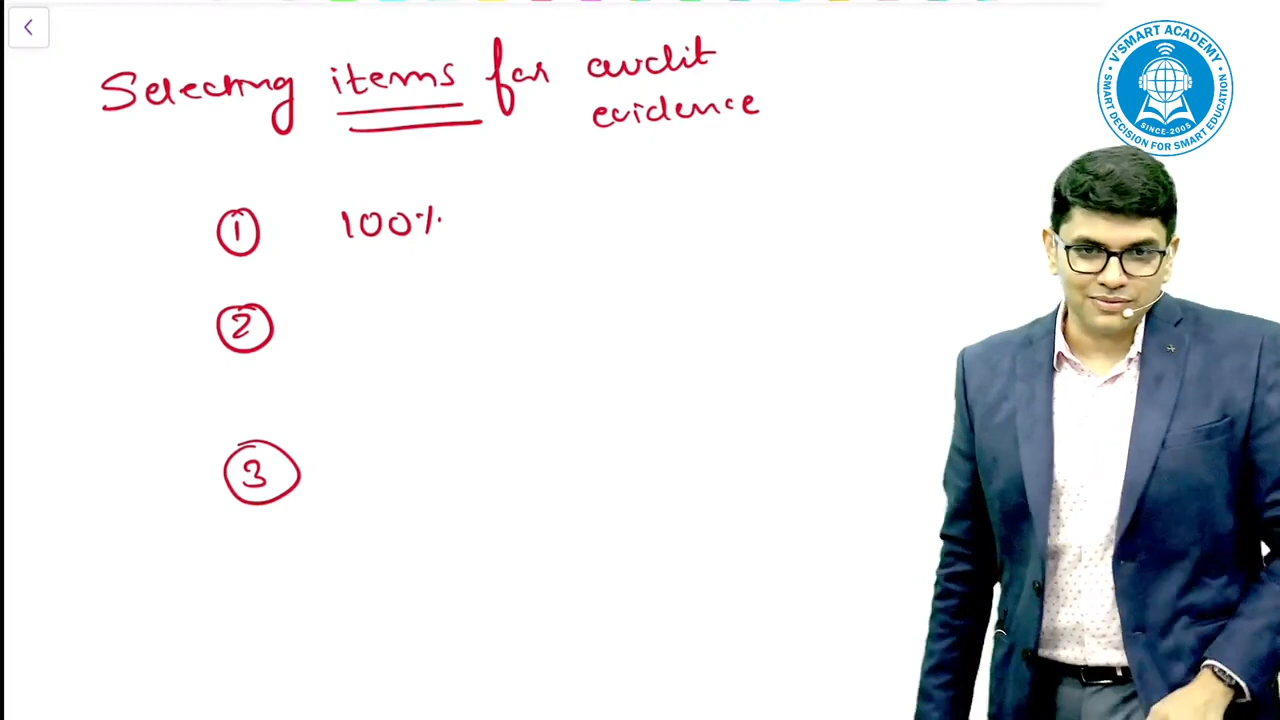 Selecting items for audit
evidence
1 100%
2
3
V'SMART ACADEMY
SMART DECISION FOR SMART EDUCATION
SINCE-2005